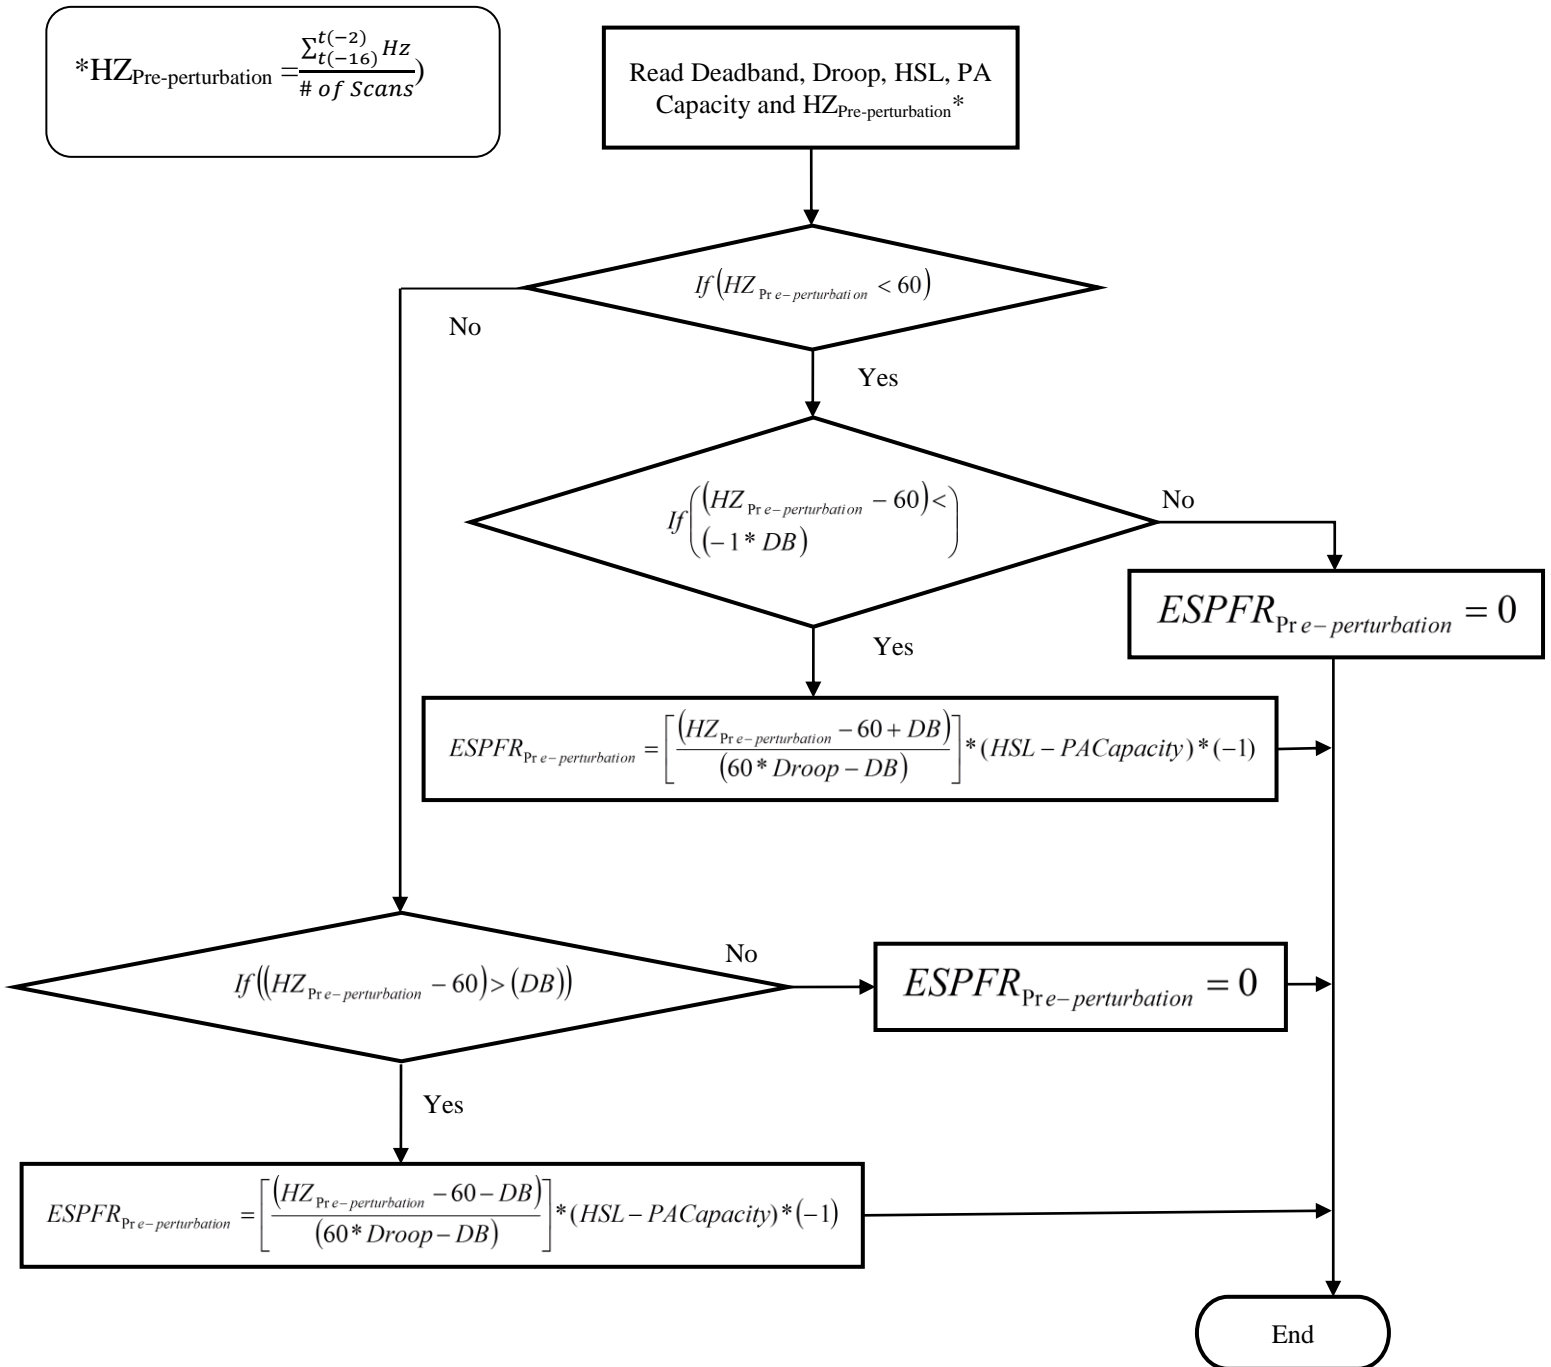 *HZPre-perturbation =∑t(-16)t(-2) Hz / # of Scans)
Read Deadband, Droop, HSL, PA
Capacity and HZPre-perturbation*
If(HZPre-perturbation < 60)
No
Yes
If((HZPre-perturbation − 60)<
(−1* DB))
No
ESPFRPre-perturbation = 0
Yes
ESPFRPre-perturbation = [(HZPre-perturbation − 60 + DB) / (60* Droop − DB)]*(HSL − PACapacity)*(−1)
If((HZPre-perturbation − 60)> (DB))
No
ESPFRPre-perturbation = 0
Yes
ESPFRPre-perturbation = [(HZPre-perturbation − 60 − DB) / (60* Droop − DB)]*(HSL − PACapacity)*(−1)
End